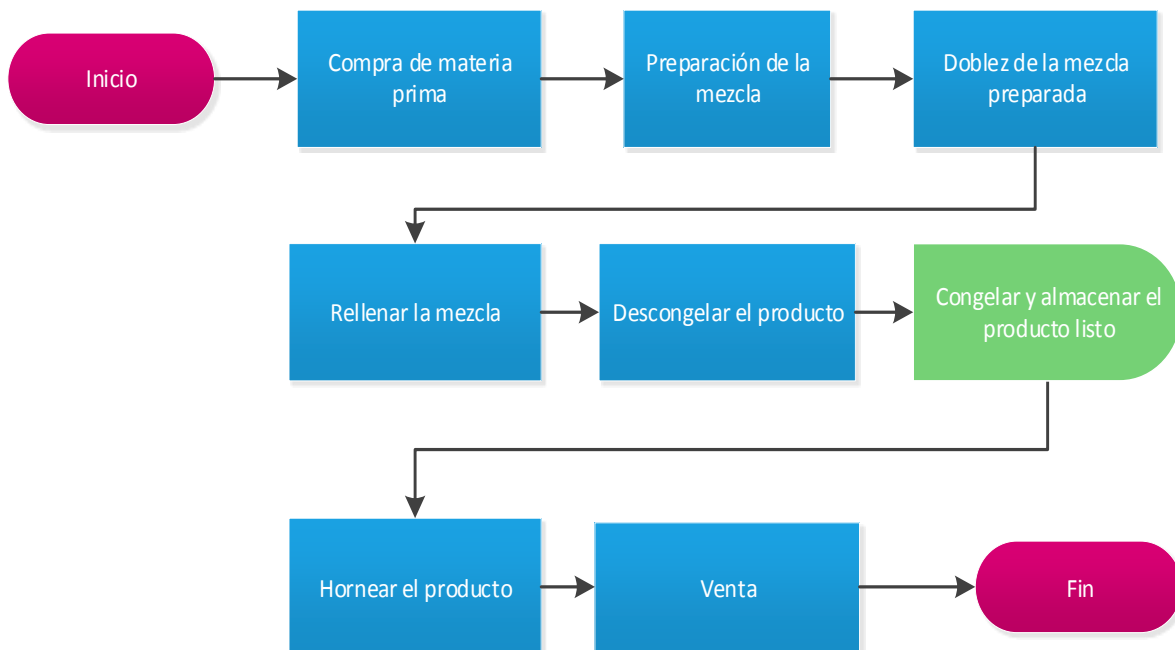 Inicio
Compra de materia
prima
Preparación de la
mezcla
Doblez de la mezcla
preparada
Rellenar la mezcla
Descongelar el producto
Congelar y almacenar el
producto listo
Hornear el producto
Venta
Fin